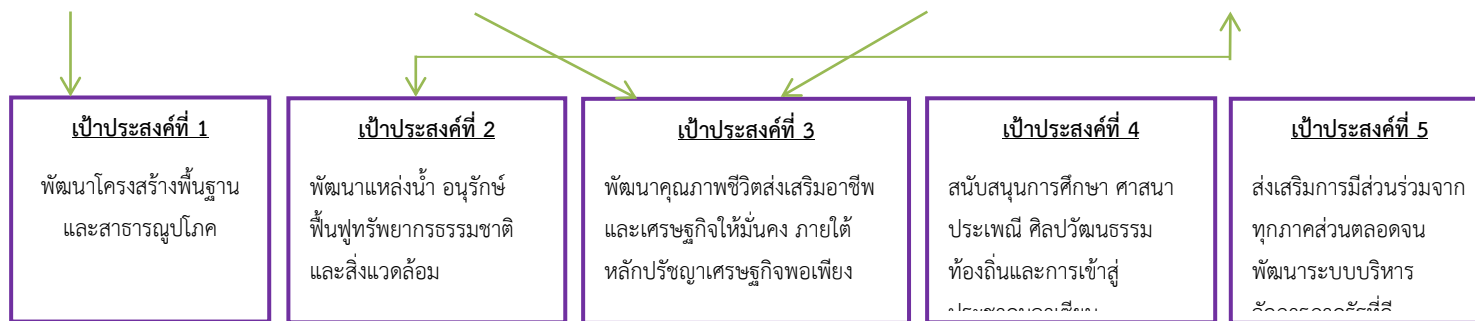 เป้าประสงค์ที่ 1
พัฒนาโครงสร้างพื้นฐาน
และสาธารณูปโภค
เป้าประสงค์ที่ 2
พัฒนาแหล่งน้ำ อนุรักษ์
ฟื้นฟูทรัพยากรธรรมชาติ
และสิ่งแวดล้อม
เป้าประสงค์ที่ 3
พัฒนาคุณภาพชีวิตส่งเสริมอาชีพ
และเศรษฐกิจให้มั่นคง ภายใต้
หลักปรัชญาเศรษฐกิจพอเพียง
เป้าประสงค์ที่ 4
สนับสนุนการศึกษา ศาสนา
ประเพณี ศิลปวัฒนธรรม
ท้องถิ่นและการเข้าสู่
เป้าประสงค์ที่ 5
ส่งเสริมการมีส่วนร่วมจาก
ทุกภาคส่วนตลอดจน
พัฒนาระบบบริหาร